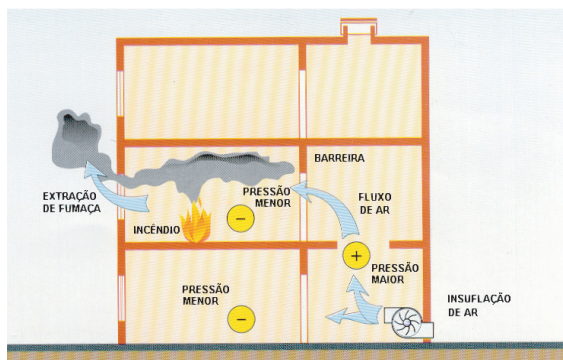 BARREIRA
EXTRAÇÃO
DE FUMAÇA
PRESSÃO
MENOR
FLUXO
DE AR
INCÊNDIO
−
+
PRESSÃO
MAIOR
PRESSÃO
MENOR
−
INSUFLAÇÃO
DE AR